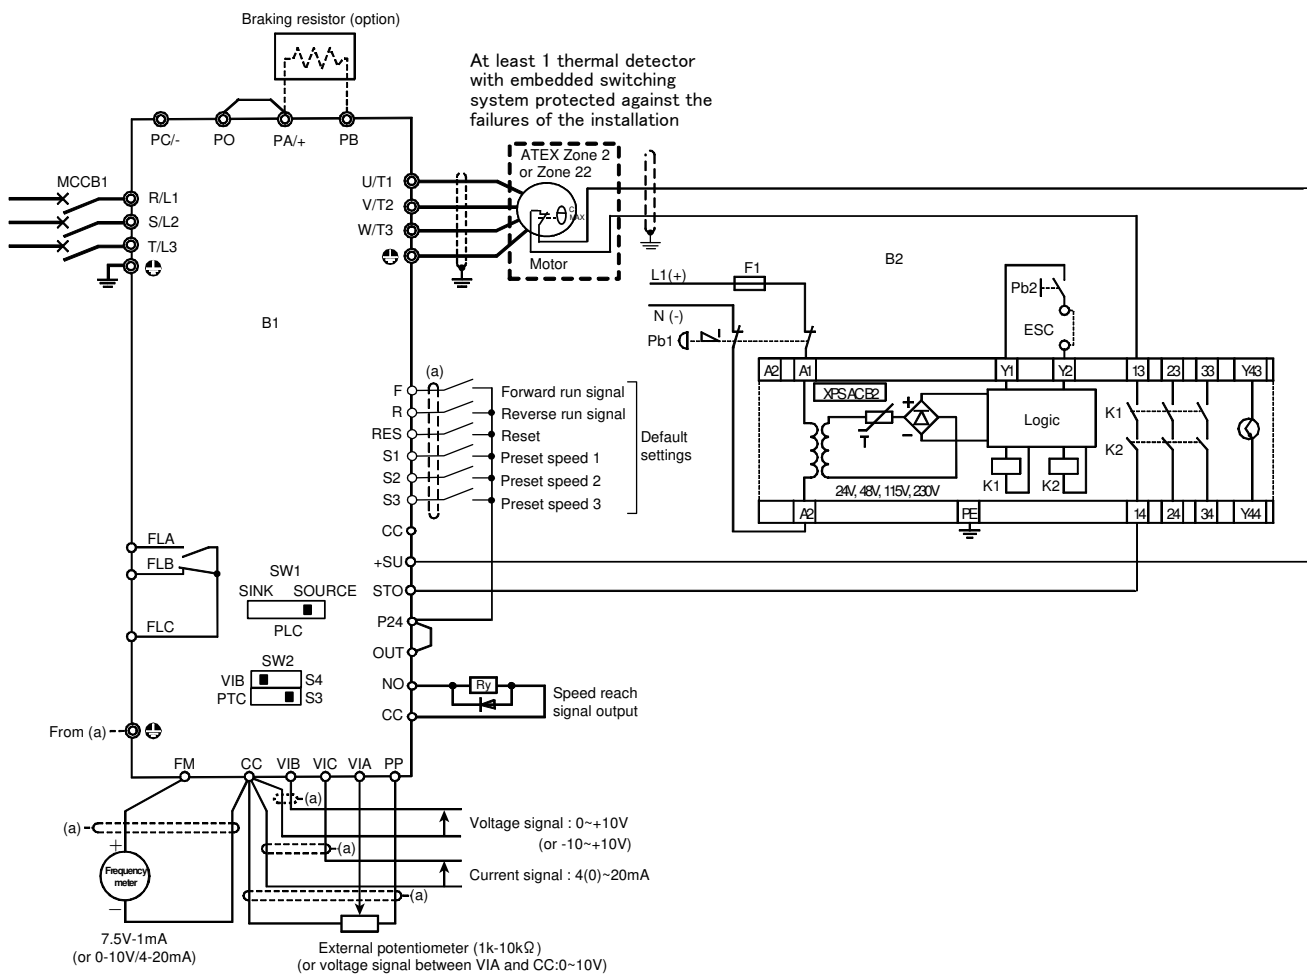 Braking resistor (option)
At least 1 thermal detector
with embedded switching
system protected against the
failures of the installation
PC/-
PO
PA/+
PB
ATEX Zone 2
or Zone 22
MCCB1
R/L1
S/L2
T/L3
U/T1
V/T2
W/T3
C
MAX
Motor
B1
B2
L1(+)
F1
N (-)
Pb1
Pb2
ESC
A2
A1
Y1
Y2
13
23
33
Y43
XPSACB2
K1
K2
Logic
T
+
−
K1
K2
24V, 48V, 115V, 230V
A2
PE
14
24
34
Y44
(a)
F
R
RES
S1
S2
S3
CC
+SU
STO
P24
OUT
NO
CC
Forward run signal
Reverse run signal
Reset
Preset speed 1
Preset speed 2
Preset speed 3
Default
settings
FLA
FLB
FLC
SW1
SINK
SOURCE
PLC
SW2
VIB
S4
PTC
S3
Ry
Speed reach
signal output
From (a)
FM
CC
VIB
VIC
VIA
PP
(a)
Voltage signal : 0~+10V
(or -10~+10V)
(a)
(a)
Current signal : 4(0)~20mA
(a)
+
Frequency
meter
−
7.5V-1mA
(or 0-10V/4-20mA)
External potentiometer (1k-10kΩ)
(or voltage signal between VIA and CC:0~10V)